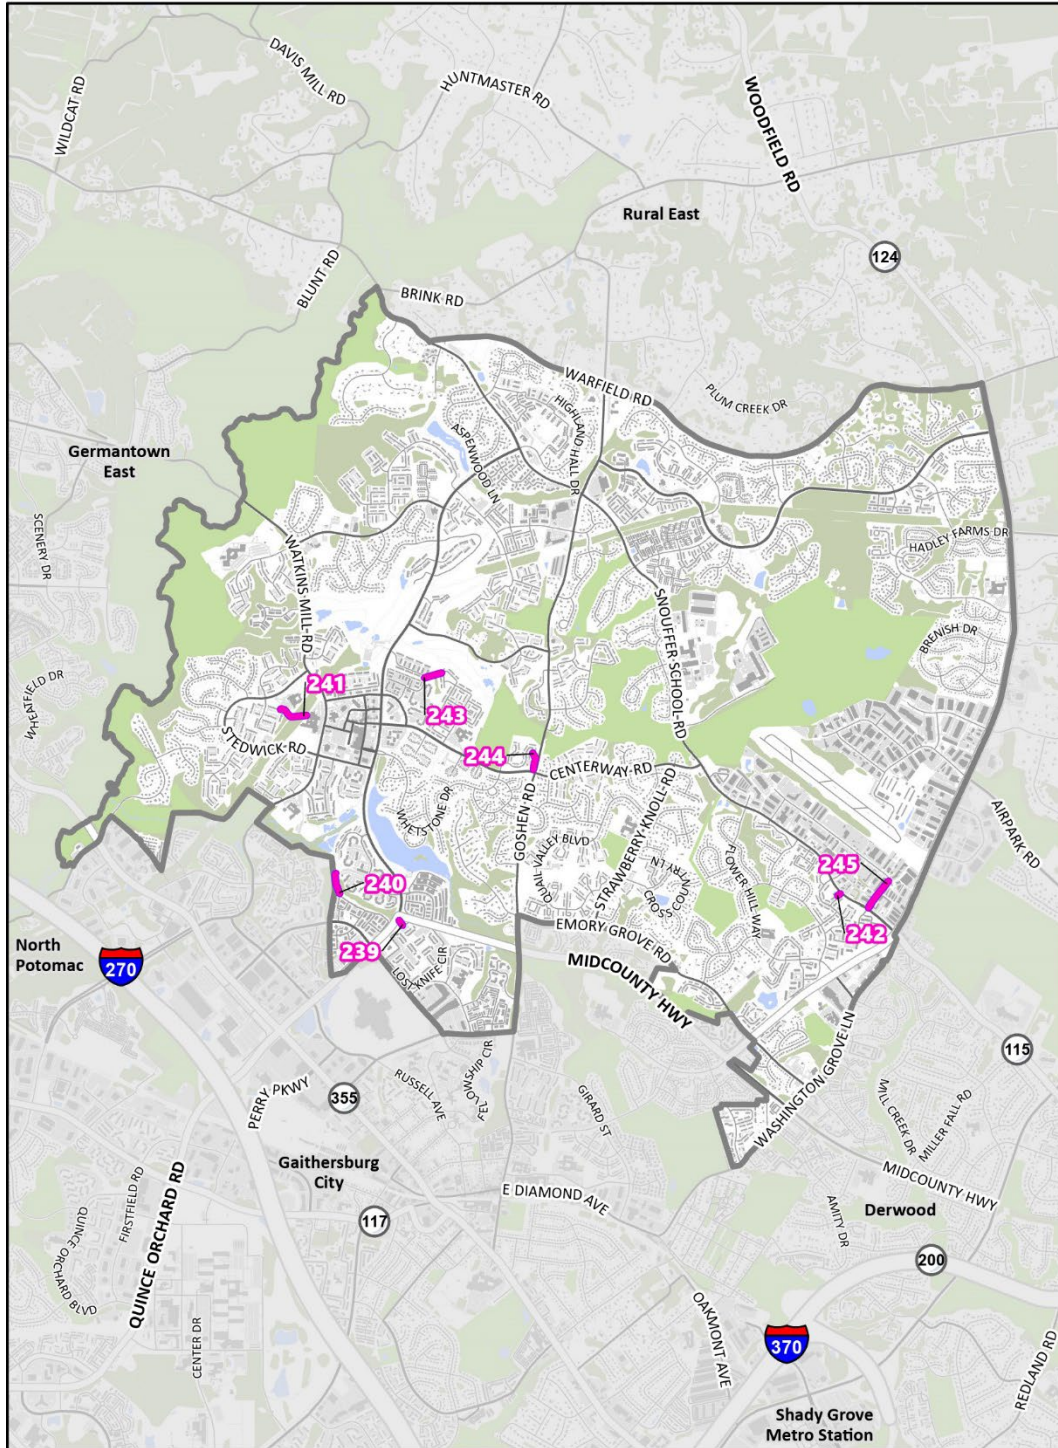 DAVIS MILL RD
HUNTMASTER RD
WILDCAT RD
WOODFIELD RD
Rural East
124
BLUNT RD
BRINK RD
WARFIELD RD
PLUM CREEK DR
HIGHLAND HALL DR
ASPENWOOD LN
Germantown
East
SCENERY DR
HADLEY FARMS DR
WATKINS MILL RD
SNOUFFER SCHOOL RD
BRENISH DR
WHEATFIELD DR
241
243
STEDWICK RD
244
CENTERWAY RD
WHETSTONE DR
GOSHEN RD
STRAWBERRY KNOLL RD
AIRPARK RD
QUAIL VALLEY BLVD
FLOWER HILL WAY
CROSS COUNTRY LN
245
240
242
EMORY GROVE RD
239
North
Potomac
270
LOST KNIFE CIR
MIDCOUNTY HWY
WASHINGTON GROVE LN
115
PERRY PKWY
355
RUSSELL AVE
FELLOWSHIP CIR
GIRARD ST
MILL CREEK DR
MILLER FALL RD
Gaithersburg
City
E DIAMOND AVE
MIDCOUNTY HWY
FIRSTFIELD RD
QUINCE ORCHARD RD
QUINCE ORCHARD BLVD
117
AMITY DR
Derwood
200
CENTER DR
OAKMONT AVE
370
REDLAND RD
Shady Grove
Metro Station